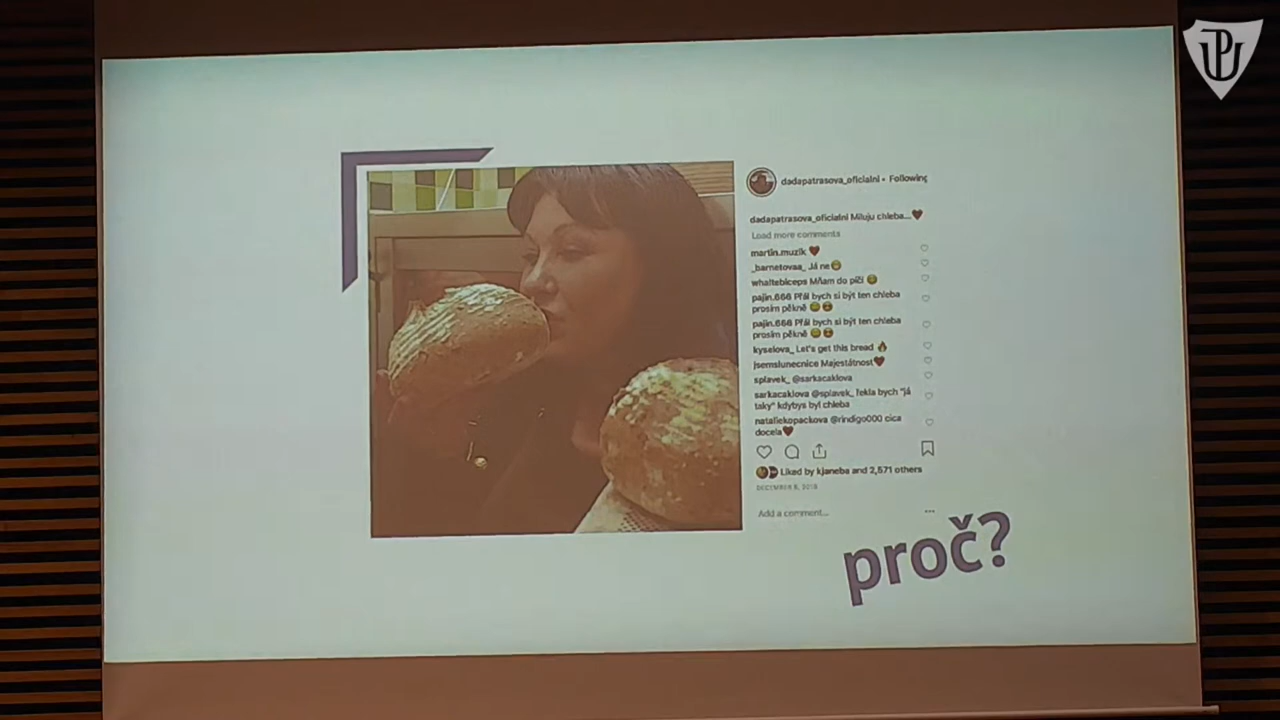 UP
dadapatrasova_oficialni • Following
dadapatrasova_oficialni Miluju chleba...❤
Load more comments
martin.muzik ❤
_barnetovaa_ Já ne
whaltebiceps Mňam do píči
pajin.666 Přál bych si být ten chleba
prosím pěkně
pajin.666 Přál bych si být ten chleba
prosím pěkně
kyselova_ Let's get this bread 🔥
jsemslunecnice Majestátnost❤
splavek_ @sarkacaklova
sarkacaklova @splavek_ řekla bych "já
taky" kdybys byl chleba
nataliekopackova @rindigo000 cica
docela❤
Liked by kjaneba and 2,571 others
DECEMBER 5, 2018
Add a comment...
proč?